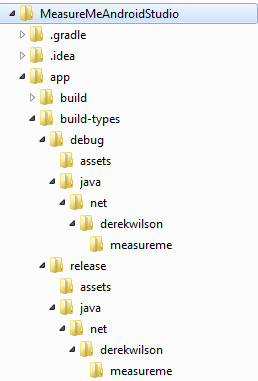 MeasureMeAndroidStudio
.gradle
.idea
app
build
build-types
debug
assets
java
net
derekwilson
measureme
release
assets
java
net
derekwilson
measureme